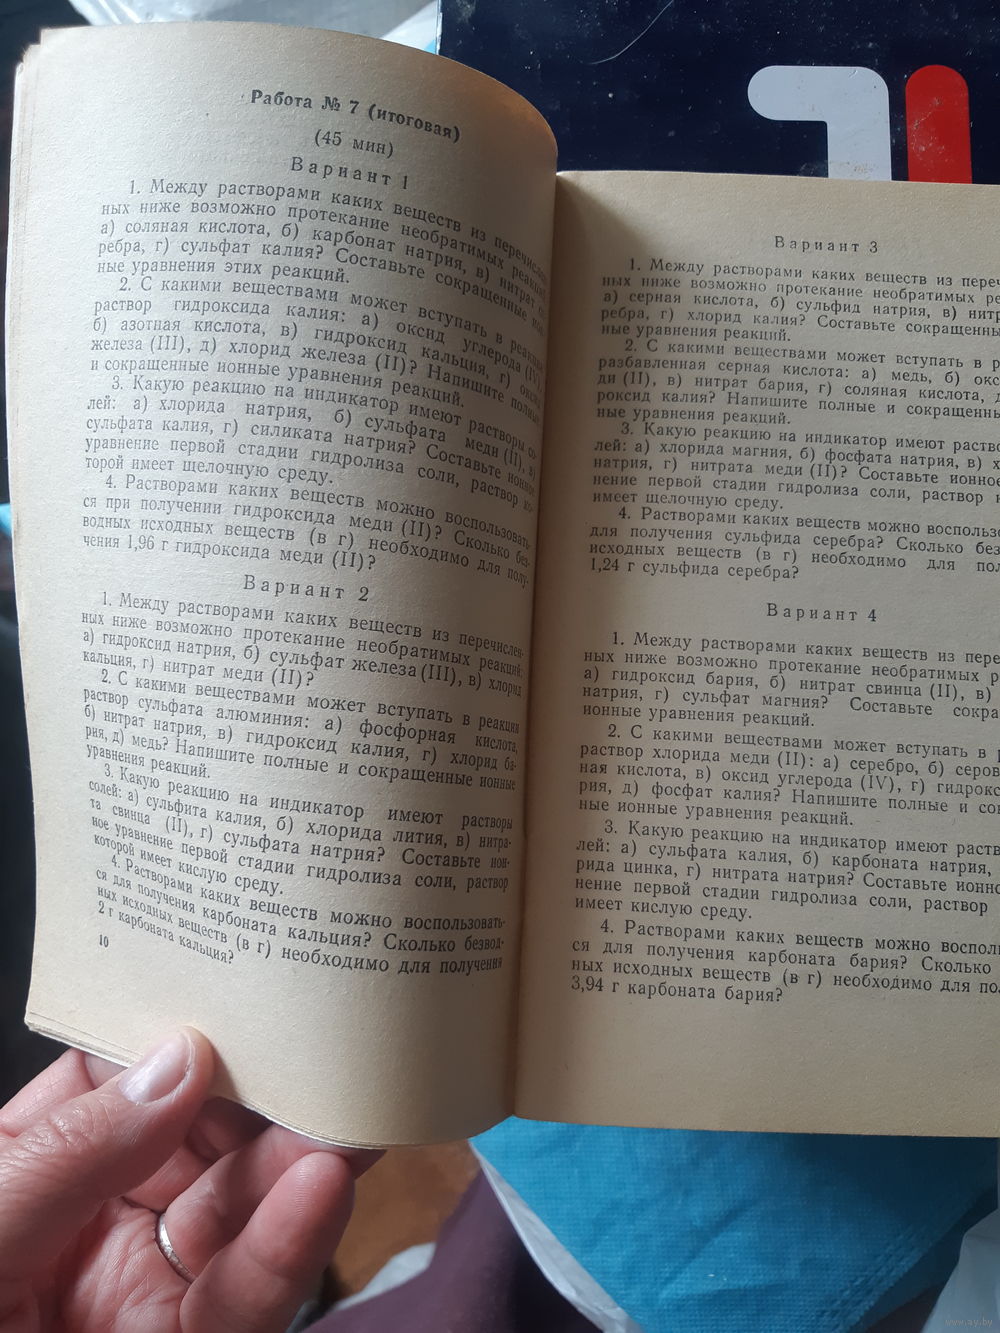 Работа № 7 (итоговая)
(45 мин)
Вариант 1
1. Между растворами каких веществ из перечислен-
ных ниже возможно протекание необратимых реакций
а) соляная кислота, б) карбонат натрия, в) нитрат се-
ребра, г) сульфат калия? Составьте сокращенные ион-
ные уравнения этих реакций.
2. С какими веществами может вступать в реакции
раствор гидроксида калия: а) оксид углерода (IV),
б) азотная кислота, в) гидроксид кальция, г) оксид
железа (III), д) хлорид железа (II)? Напишите полные
и сокращенные ионные уравнения реакций.
3. Какую реакцию на индикатор имеют растворы со-
лей: а) хлорида натрия, б) сульфата меди (II), в)
сульфата калия, г) силиката натрия? Составьте ионное
уравнение первой стадии гидролиза соли, раствор ко-
торой имеет щелочную среду.
4. Растворами каких веществ можно воспользовать-
ся при получении гидроксида меди (II)? Сколько без-
водных исходных веществ (в г) необходимо для полу-
чения 1,96 г гидроксида меди (II)?
Вариант 2
1. Между растворами каких веществ из перечислен-
ных ниже возможно протекание необратимых реакций:
а) гидроксид натрия, б) сульфат железа (III), в) хлорид
кальция, г) нитрат меди (II)?
2. С какими веществами может вступать в реакции
раствор сульфата алюминия: а) фосфорная кислота,
б) нитрат натрия, в) гидроксид калия, г) хлорид ба-
рия, д) медь? Напишите полные и сокращенные ионные
уравнения реакций.
3. Какую реакцию на индикатор имеют растворы
солей: а) сульфита калия, б) хлорида лития, в) нитра-
та свинца (II), г) сульфата натрия? Составьте ион-
ное уравнение первой стадии гидролиза соли, раствор
которой имеет кислую среду.
4. Растворами каких веществ можно воспользовать-
ся для получения карбоната кальция? Сколько безвод-
ных исходных веществ (в г) необходимо для получения
2 г карбоната кальция?
10
Вариант 3
1. Между растворами каких веществ из переч
ных ниже возможно протекание необратимых ре
а) серная кислота, б) сульфид натрия, в) нитр
ребра, г) хлорид калия? Составьте сокращенны
ные уравнения реакций.
2. С какими веществами может вступать в р
разбавленная серная кислота: а) медь, б) окс
ди (II), в) нитрат бария, г) соляная кислота, д
роксид калия? Напишите полные и сокращенны
ные уравнения реакций.
3. Какую реакцию на индикатор имеют раство
лей: а) хлорида магния, б) фосфата натрия, в) х
натрия, г) нитрата меди (II)? Составьте ионное
нение первой стадии гидролиза соли, раствор к
имеет щелочную среду.
4. Растворами каких веществ можно воспольз
для получения сульфида серебра? Сколько без
исходных веществ (в г) необходимо для пол
1,24 г сульфида серебра?
Вариант 4
1. Между растворами каких веществ из пере
ных ниже возможно протекание необратимых р
а) гидроксид бария, б) нитрат свинца (II), в)
натрия, г) сульфат магния? Составьте сокра
ионные уравнения реакций.
2. С какими веществами может вступать в р
раствор хлорида меди (II): а) серебро, б) серов
ная кислота, в) оксид углерода (IV), г) гидрокс
рия, д) фосфат калия? Напишите полные и со
ные ионные уравнения реакций.
3. Какую реакцию на индикатор имеют раств
лей: а) сульфата калия, б) карбоната натрия,
рида цинка, г) нитрата натрия? Составьте ионно
нение первой стадии гидролиза соли, раствор
имеет кислую среду.
4. Растворами каких веществ можно воспол
ся для получения карбоната бария? Сколько
ных исходных веществ (в г) необходимо для по
3,94 г карбоната бария?
www.ay.by